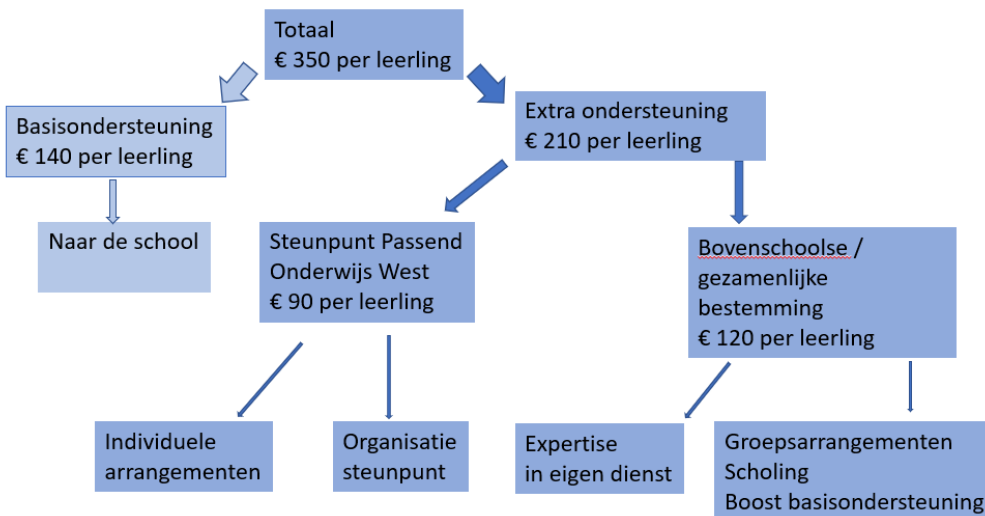 Totaal
€ 350 per leerling
Basisondersteuning
€ 140 per leerling
Extra ondersteuning
€ 210 per leerling
Naar de school
Steunpunt Passend
Onderwijs West
€ 90 per leerling
Bovenschoolse /
gezamenlijke
bestemming
€ 120 per leerling
Individuele
arrangementen
Organisatie
steunpunt
Expertise
in eigen dienst
Groepsarrangementen
Scholing
Boost basisondersteuning